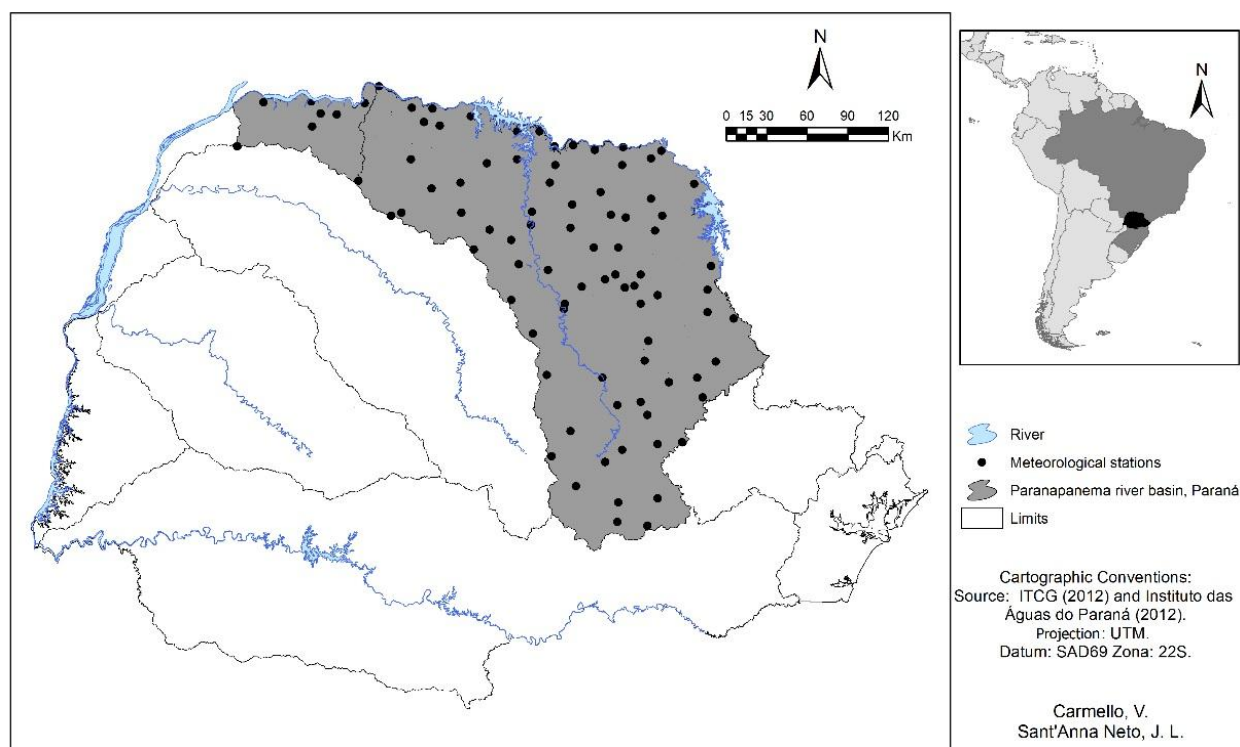 N
0 15 30 60 90 120
Km
N
River
Meteorological stations
Paranapanema river basin, Paraná
Limits
Cartographic Conventions:
Source: ITCG (2012) and Instituto das
Águas do Paraná (2012).
Projection: UTM.
Datum: SAD69 Zona: 22S.
Carmello, V.
Sant'Anna Neto, J. L.